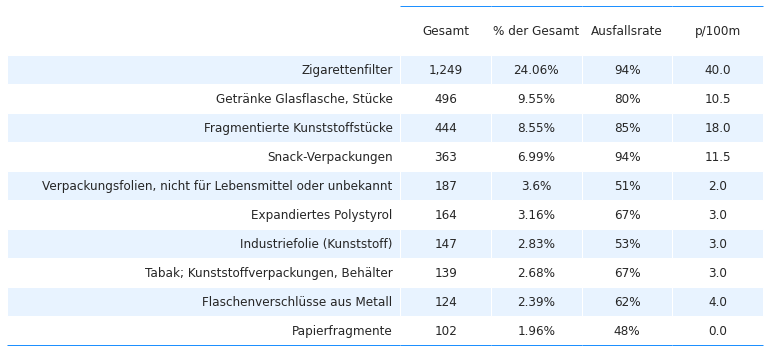 Gesamt % der Gesamt Ausfallsrate p/100m
Zigarettenfilter 1,249 24.06% 94% 40.0
Getränke Glasflasche, Stücke 496 9.55% 80% 10.5
Fragmentierte Kunststoffstücke 444 8.55% 85% 18.0
Snack-Verpackungen 363 6.99% 94% 11.5
Verpackungsfolien, nicht für Lebensmittel oder unbekannt 187 3.6% 51% 2.0
Expandiertes Polystyrol 164 3.16% 67% 3.0
Industriefolie (Kunststoff) 147 2.83% 53% 3.0
Tabak; Kunststoffverpackungen, Behälter 139 2.68% 67% 3.0
Flaschenverschlüsse aus Metall 124 2.39% 62% 4.0
Papierfragmente 102 1.96% 48% 0.0